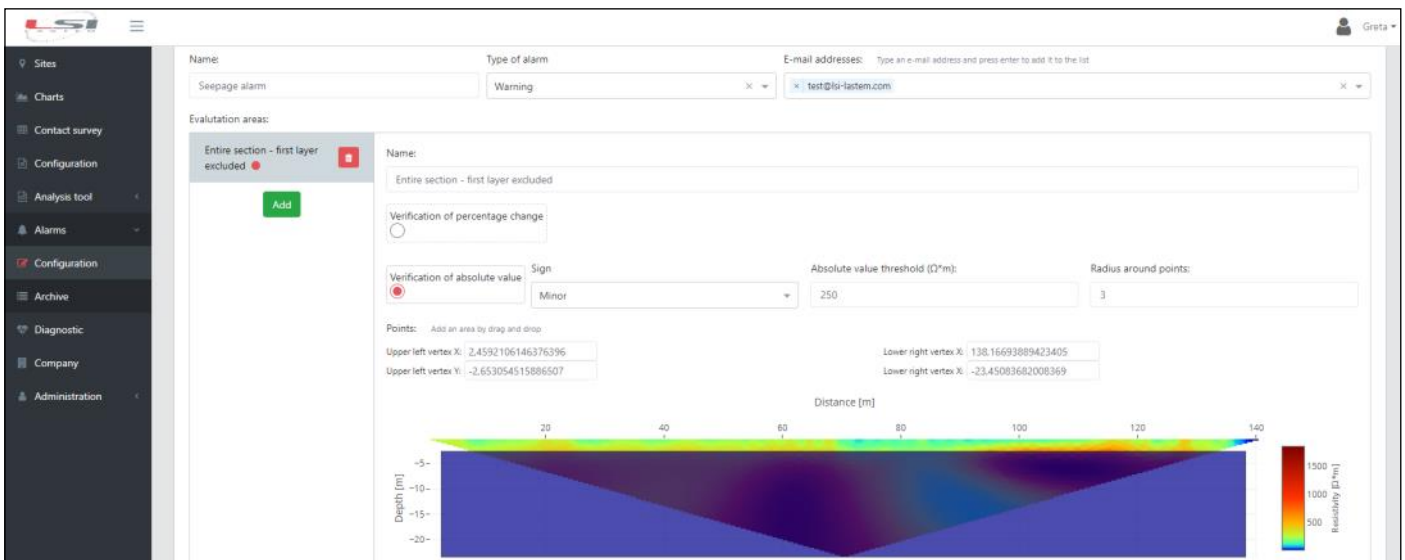 LSI
LASTEM
Greta
Sites
Charts
Contact survey
Configuration
Analysis tool
Alarms
Configuration
Archive
Diagnostic
Company
Administration
Name:
Type of alarm
E-mail addresses: Type an e-mail address and press enter to add it to the list
Seepage alarm
Warning
× test@lsi-lastem.com
Evalutation areas:
Entire section - first layer
excluded
Add
Name:
Entire section - first layer excluded
Verification of percentage change
Verification of absolute value
Sign
Absolute value threshold (Ω*m):
Radius around points:
Minor
250
3
Points: Add an area by drag and drop
Upper left vertex X: 2,4592106146376396
Lower right vertex X: 138.16693889423405
Upper left vertex Y: -2,653054515886507
Lower right vertex X: -23,45083682008369
Distance [m]
20 40 60 80 100 120 140
Depth [m]
−5
−10
−15
−20
1500
1000
500
Resistivity [Ω*m]